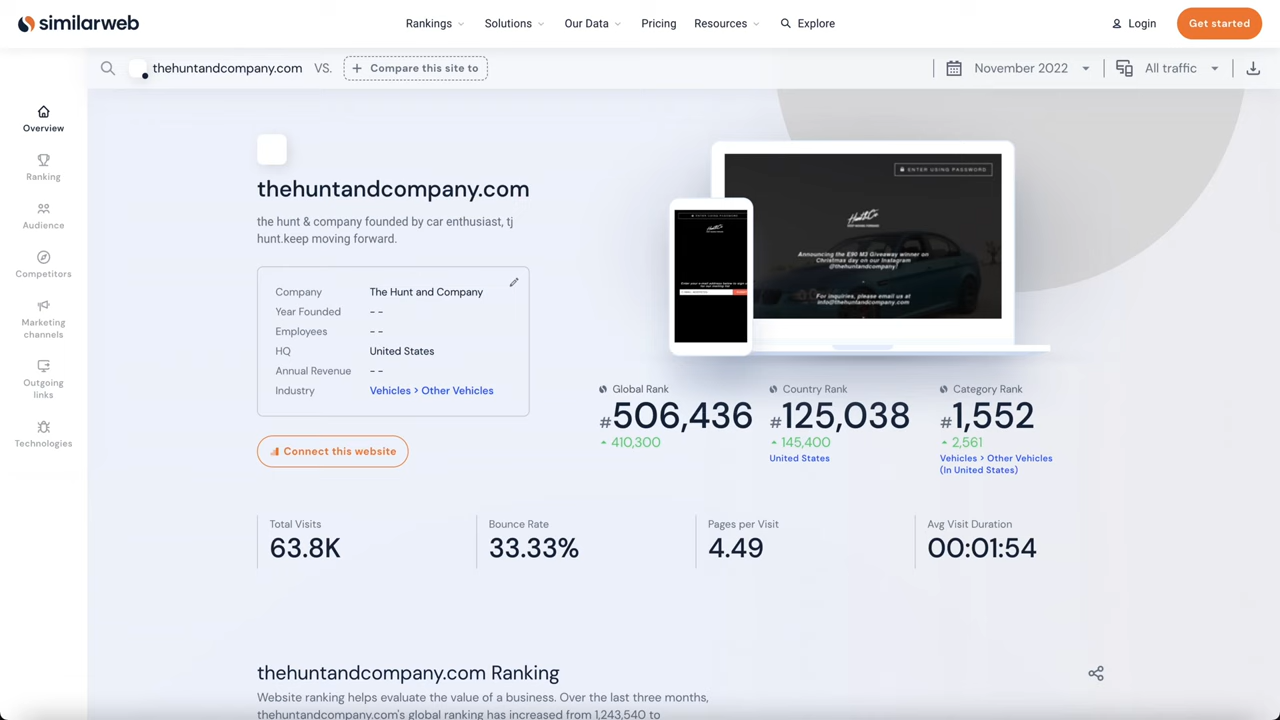 similarweb
Rankings
Solutions
Our Data
Pricing
Resources
Explore
Login
Get started
thehuntandcompany.com
VS.
+ Compare this site to
November 2022
All traffic
Overview
Ranking
Audience
Competitors
Marketing
channels
Outgoing
links
Technologies
thehuntandcompany.com
the hunt & company founded by car enthusiast, tj
hunt.keep moving forward.
Company The Hunt and Company
Year Founded - -
Employees - -
HQ United States
Annual Revenue - -
Industry Vehicles > Other Vehicles
Connect this website
ENTER USING PASSWORD
Announcing the E90 M3 Giveaway winner on
Christmas day on our Instagram
@thehuntandcompany!
For inquiries, please email us at
info@thehuntandcompany.com
Global Rank
#506,436
410,300
Country Rank
#125,038
145,400
United States
Category Rank
#1,552
2,561
Vehicles > Other Vehicles
(In United States)
Total Visits
63.8K
Bounce Rate
33.33%
Pages per Visit
4.49
Avg Visit Duration
00:01:54
thehuntandcompany.com Ranking
Website ranking helps evaluate the value of a business. Over the last three months,
thehuntandcompany.com's global ranking has increased from 1,243,540 to